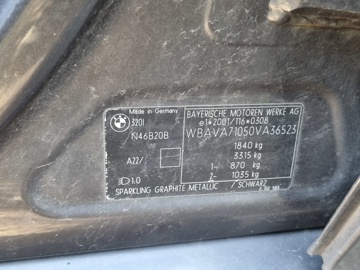 Made in Germany
BAYERISCHE MOTOREN WERKE AG
320I
e1*2001/116*0308
N46B20B
WBAVA71050VA36523
1840 kg
3315 kg
A22/
1- 870 kg
2- 1035 kg
1.0
SPARKLING GRAPHITE METALLIC / SCHWARZ